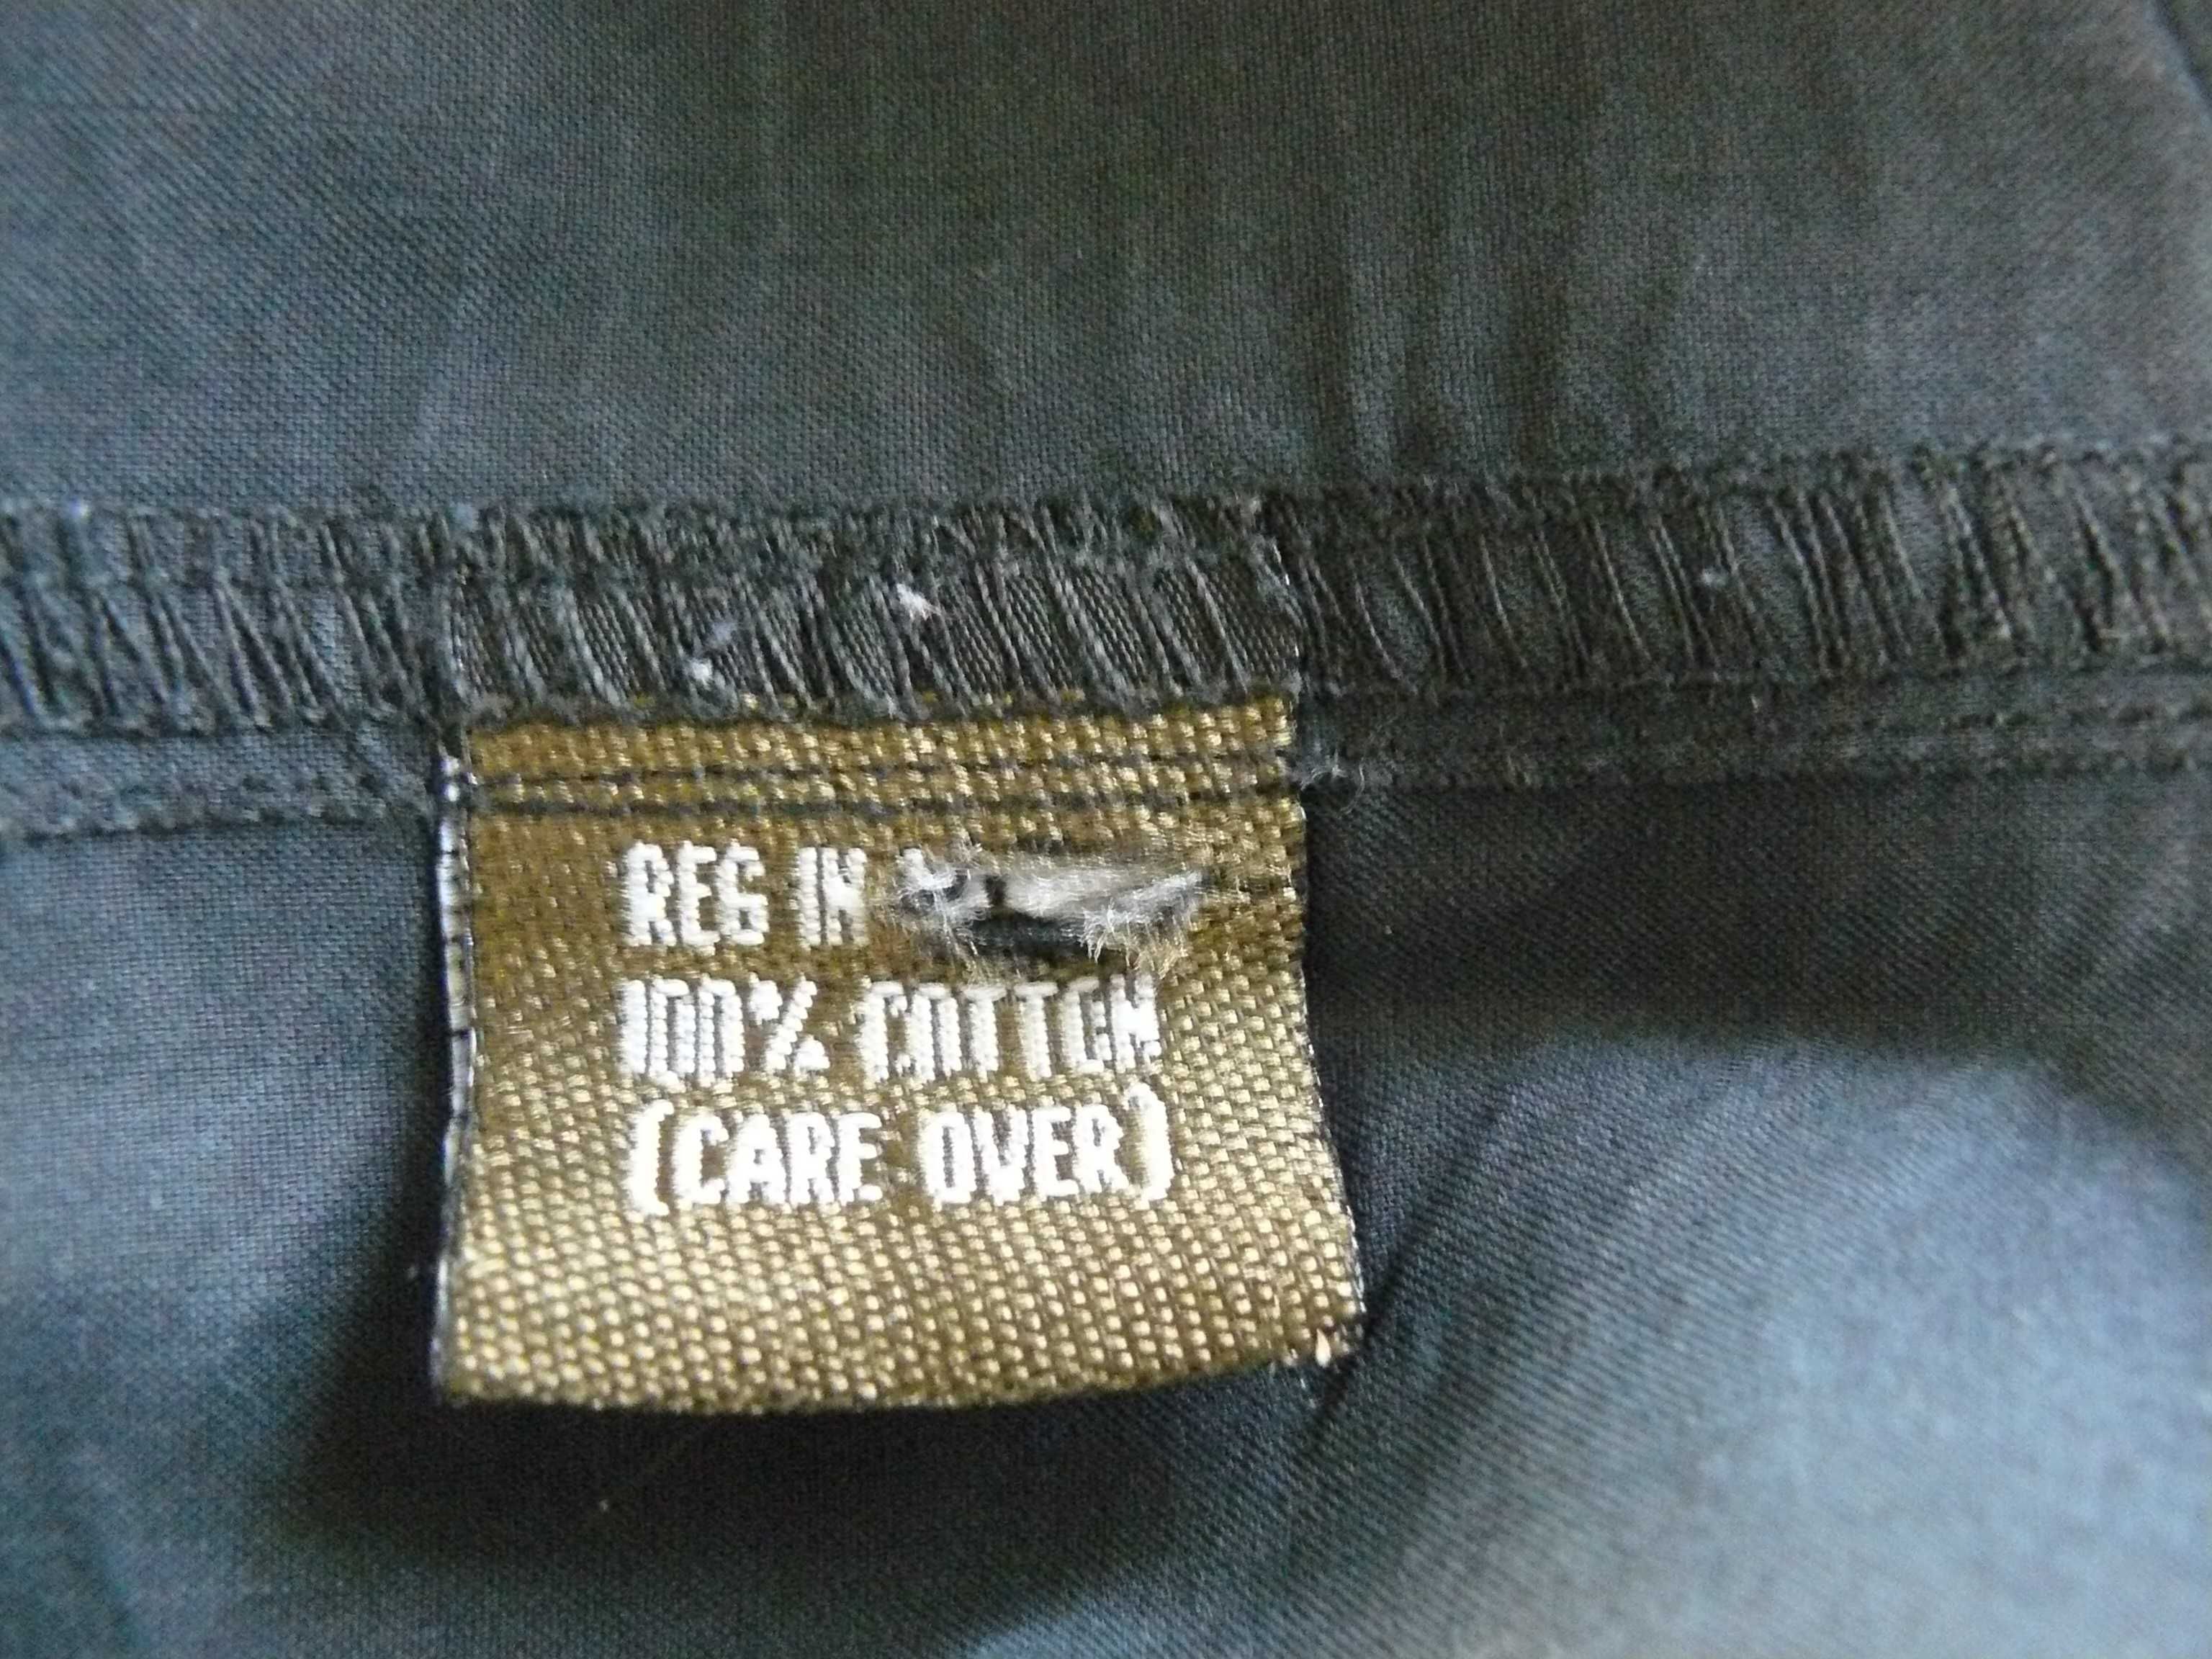 REG IN
100% COTTON
(CARE OVER)